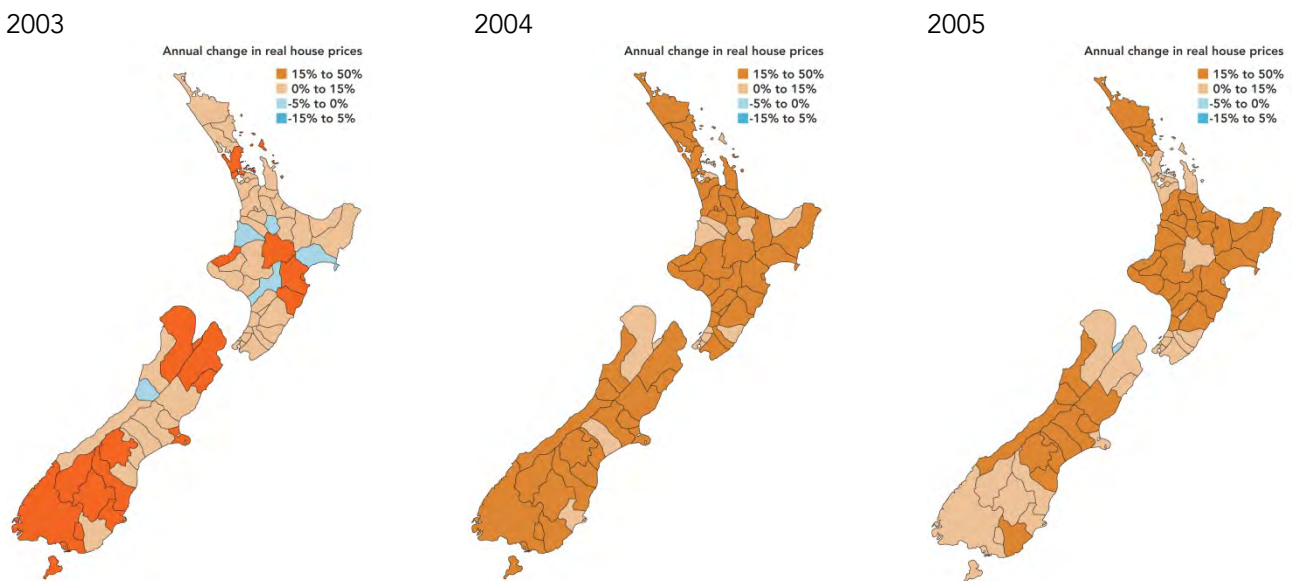 2003
Annual change in real house prices
15% to 50%
0% to 15%
-5% to 0%
-15% to 5%
2004
Annual change in real house prices
15% to 50%
0% to 15%
-5% to 0%
-15% to 5%
2005
Annual change in real house prices
15% to 50%
0% to 15%
-5% to 0%
-15% to 5%